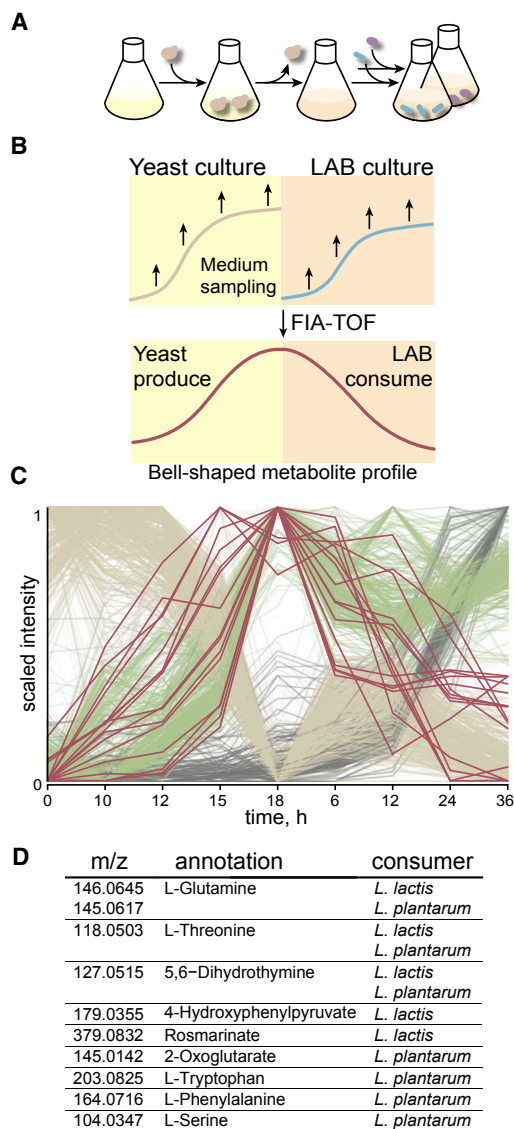 A
B
Yeast culture LAB culture
Medium
sampling
FIA-TOF
Yeast
produce
LAB
consume
Bell-shaped metabolite profile
C
1
scaled intensity
0
0 10 12 15 18 6 12 24 36
time, h
D
m/z annotation consumer
146.0645 L-Glutamine L. lactis
145.0617 L. plantarum
118.0503 L-Threonine L. lactis
L. plantarum
127.0515 5,6−Dihydrothymine L. lactis
L. plantarum
179.0355 4-Hydroxyphenylpyruvate L. lactis
379.0832 Rosmarinate L. lactis
145.0142 2-Oxoglutarate L. plantarum
203.0825 L-Tryptophan L. plantarum
164.0716 L-Phenylalanine L. plantarum
104.0347 L-Serine L. plantarum